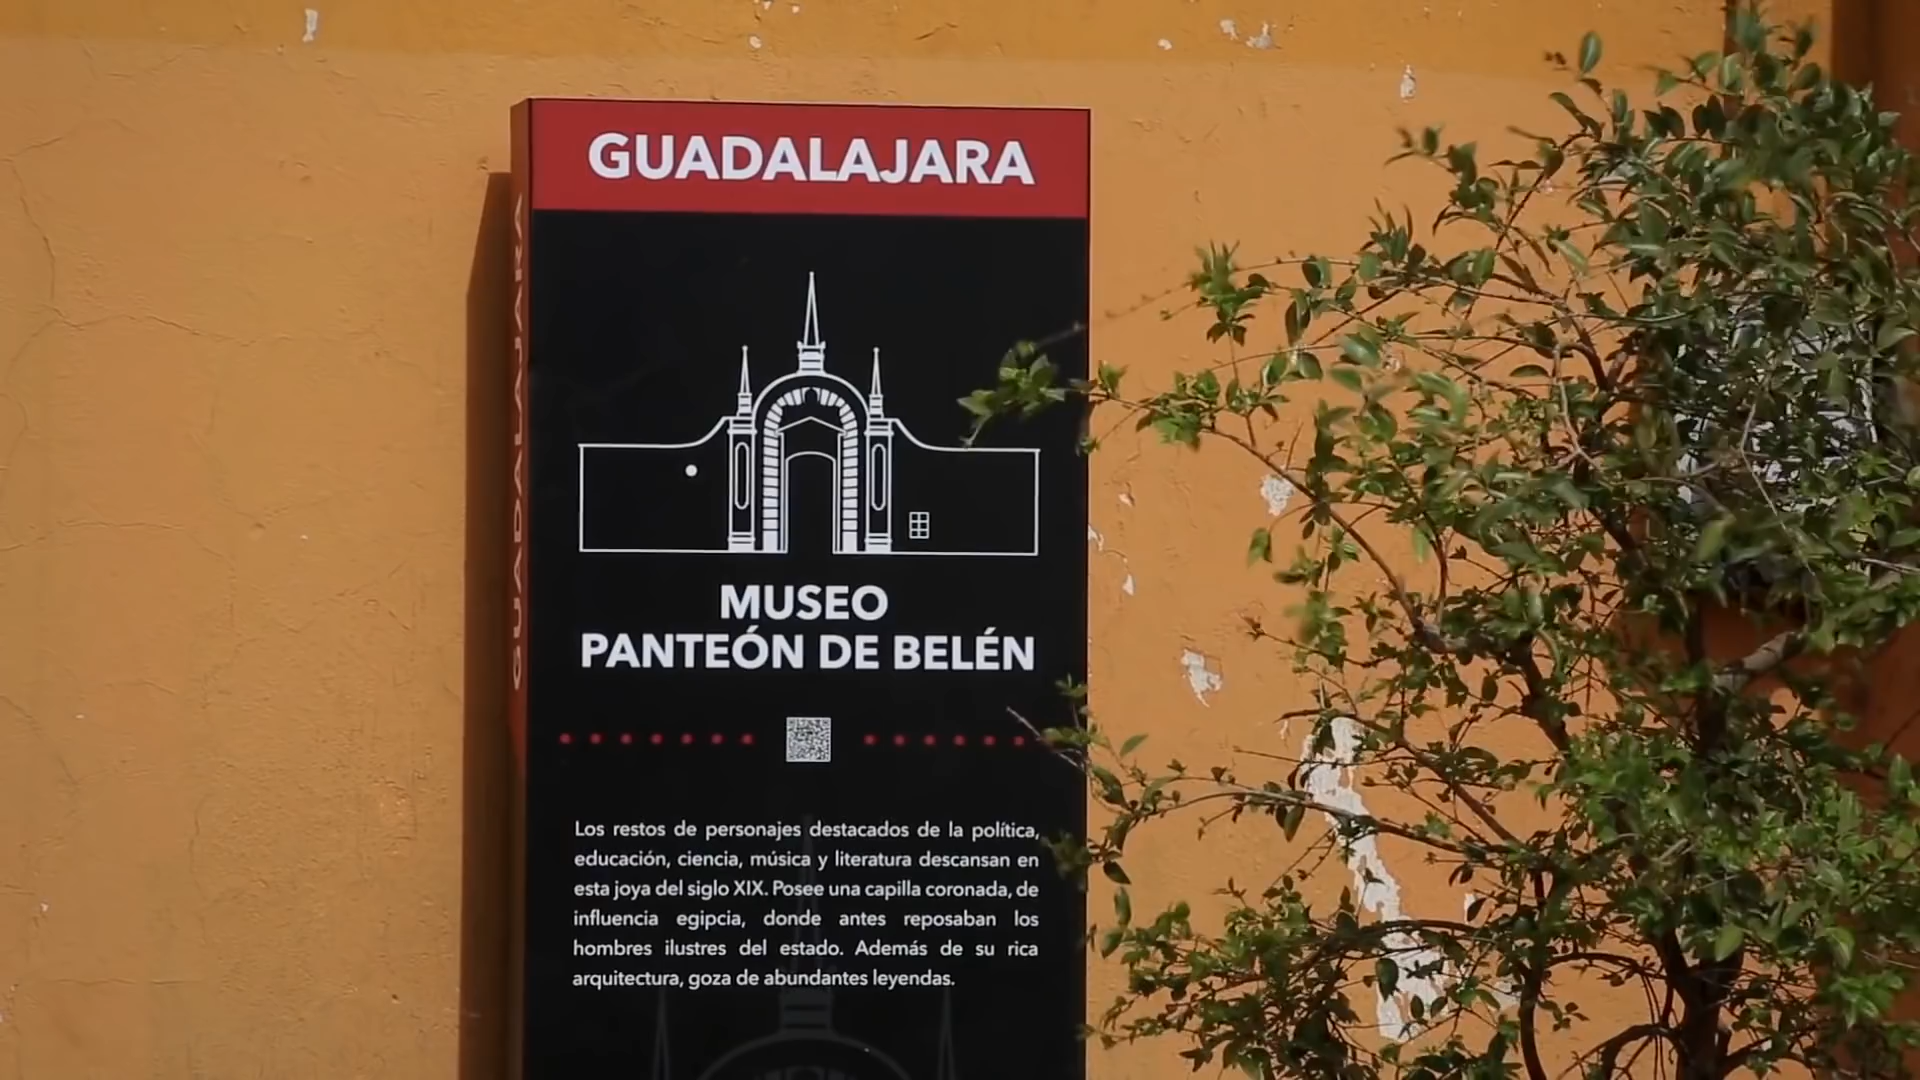 GUADALAJARA
GUADALAJARA
MUSEO
PANTEÓN DE BELÉN
Los restos de personajes destacados de la política,
educación, ciencia, música y literatura descansan en
esta joya del siglo XIX. Posee una capilla coronada, de
influencia egipcia, donde antes reposaban los
hombres ilustres del estado. Además de su rica
arquitectura, goza de abundantes leyendas.